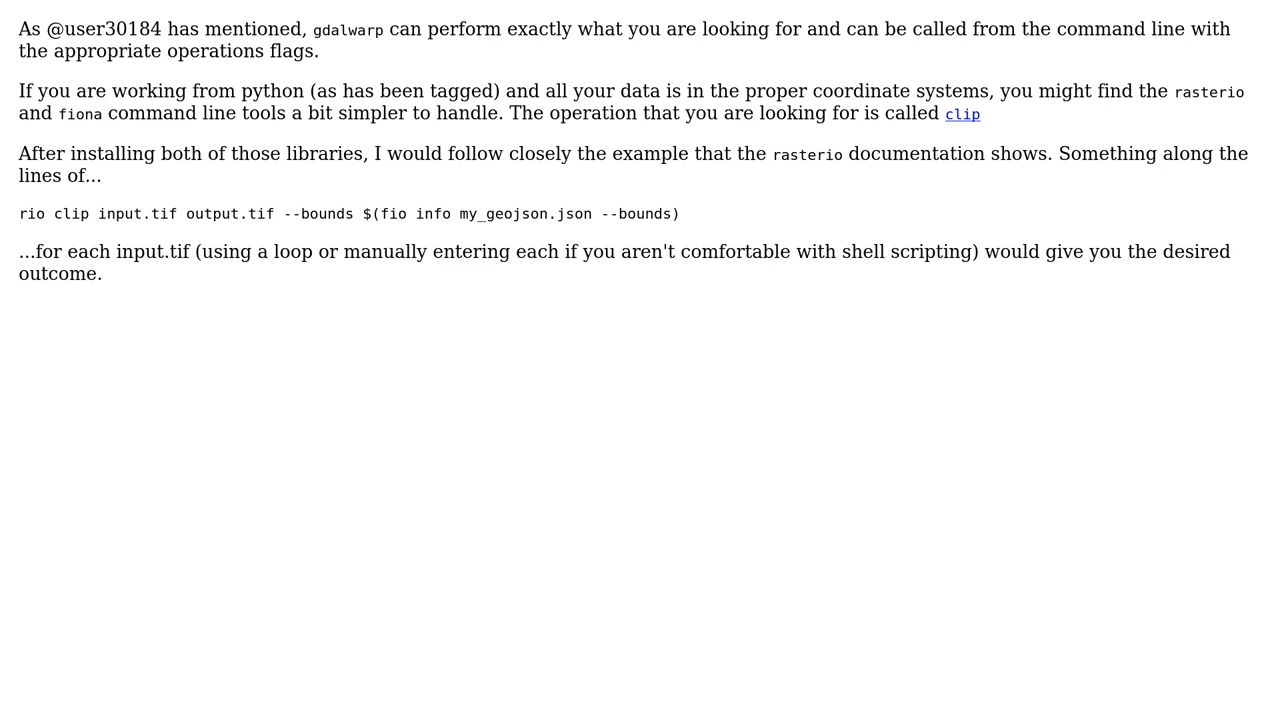 As @user30184 has mentioned, gdalwarp can perform exactly what you are looking for and can be called from the command line with
the appropriate operations flags.
If you are working from python (as has been tagged) and all your data is in the proper coordinate systems, you might find the rasterio
and fiona command line tools a bit simpler to handle. The operation that you are looking for is called clip
After installing both of those libraries, I would follow closely the example that the rasterio documentation shows. Something along the
lines of...
rio clip input.tif output.tif --bounds $(fio info my_geojson.json --bounds)
...for each input.tif (using a loop or manually entering each if you aren't comfortable with shell scripting) would give you the desired
outcome.